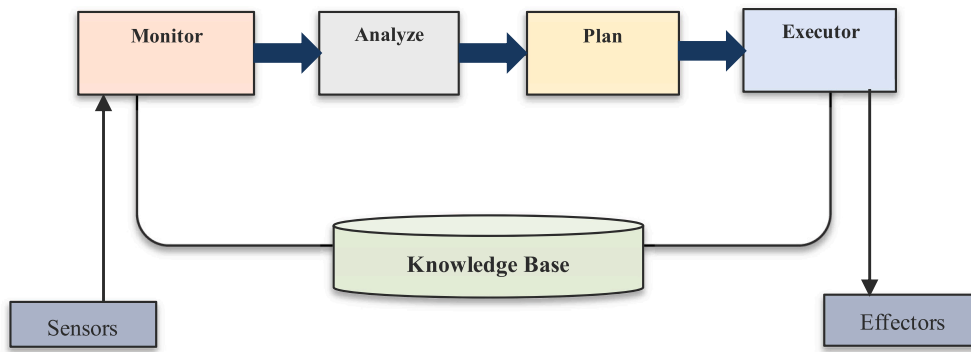 Monitor
Analyze
Plan
Executor
Knowledge Base
Sensors
Effectors